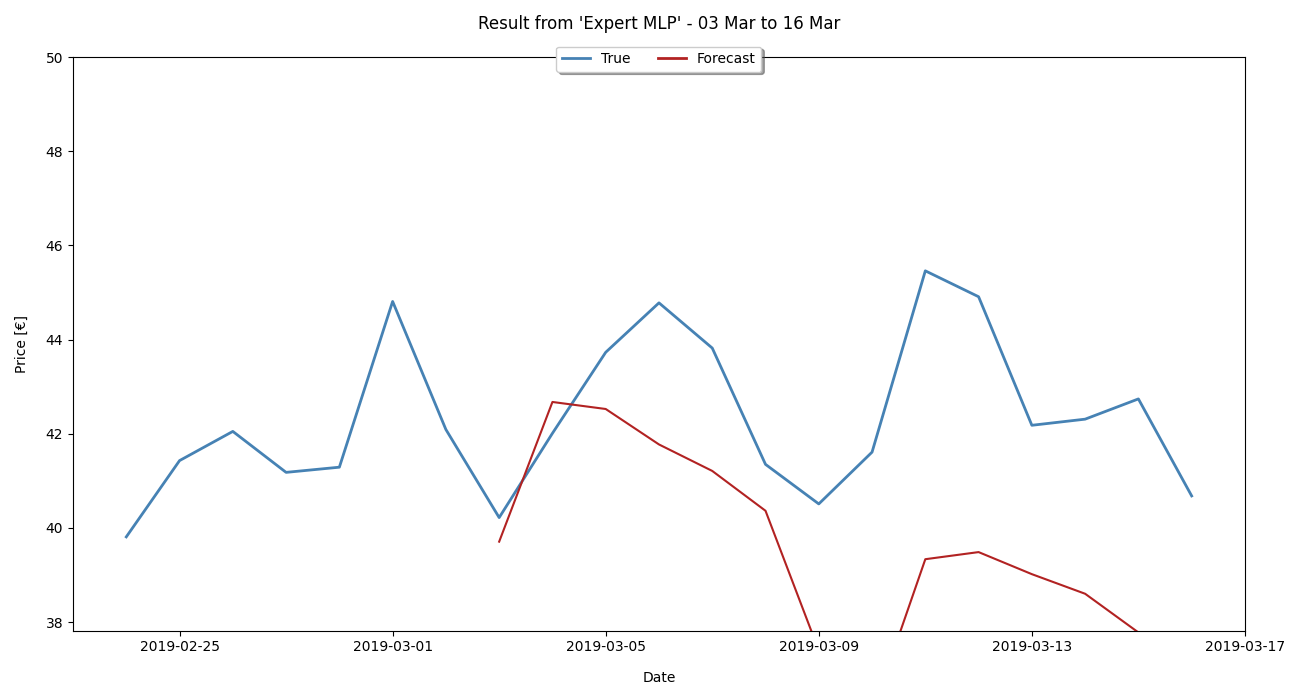 Result from 'Expert MLP' - 03 Mar to 16 Mar
True Forecast
50
48
46
44
42
40
38
Price [€]
2019-02-25 2019-03-01 2019-03-05 2019-03-09 2019-03-13 2019-03-17
Date